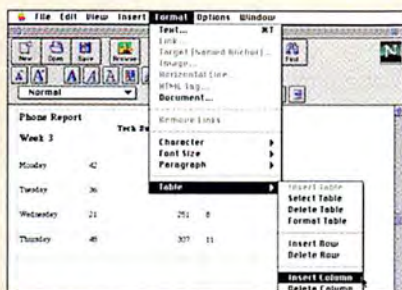 File Edit View Insert Format Options Window
New Open Save Browse Find
Normal
Text... ⌘T
Link...
Target (Named Anchor)...
Image...
Horizontal Line...
HTML Tag...
Document...
Remove Links
Character
Font Size
Paragraph
Table
Insert Table
Select Table
Delete Table
Format Table
Insert Row
Delete Row
Insert Column
Delete Column
Phone Report
Week 3
Tech
Monday 42
Tuesday 36
Wednesday 21 251 8
Thursday 48 307 11